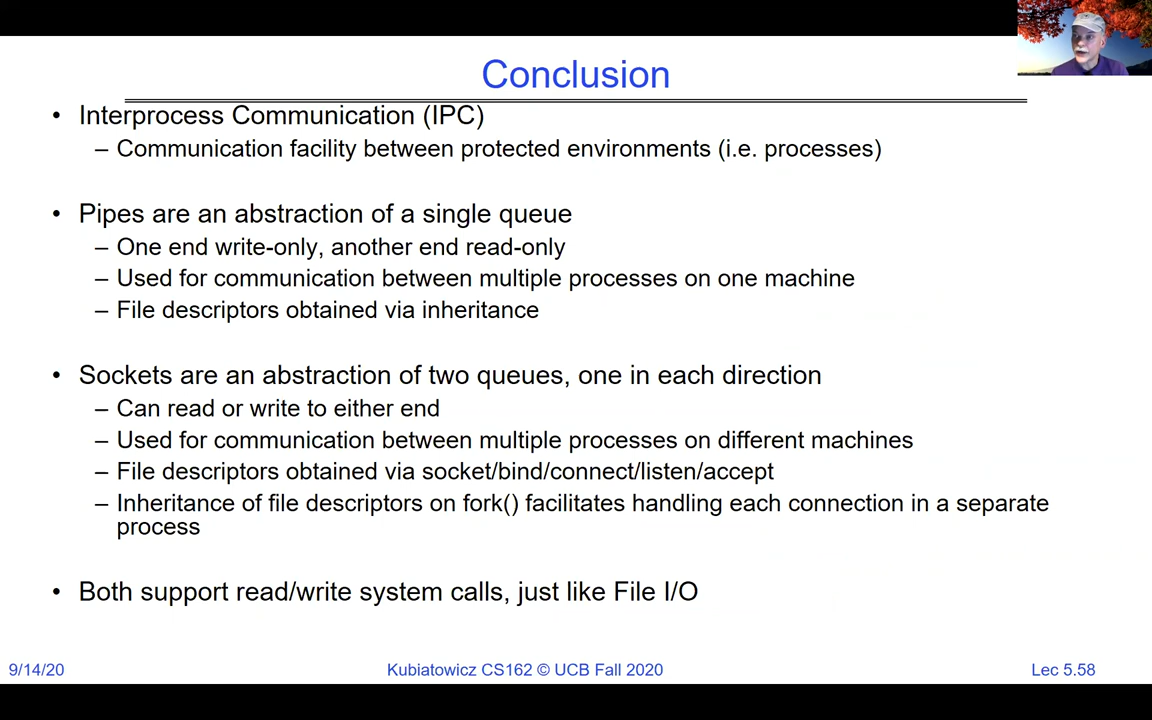 Conclusion
• Interprocess Communication (IPC)
– Communication facility between protected environments (i.e. processes)
• Pipes are an abstraction of a single queue
– One end write-only, another end read-only
– Used for communication between multiple processes on one machine
– File descriptors obtained via inheritance
• Sockets are an abstraction of two queues, one in each direction
– Can read or write to either end
– Used for communication between multiple processes on different machines
– File descriptors obtained via socket/bind/connect/listen/accept
– Inheritance of file descriptors on fork() facilitates handling each connection in a separate
process
• Both support read/write system calls, just like File I/O
9/14/20
Kubiatowicz CS162 © UCB Fall 2020
Lec 5.58